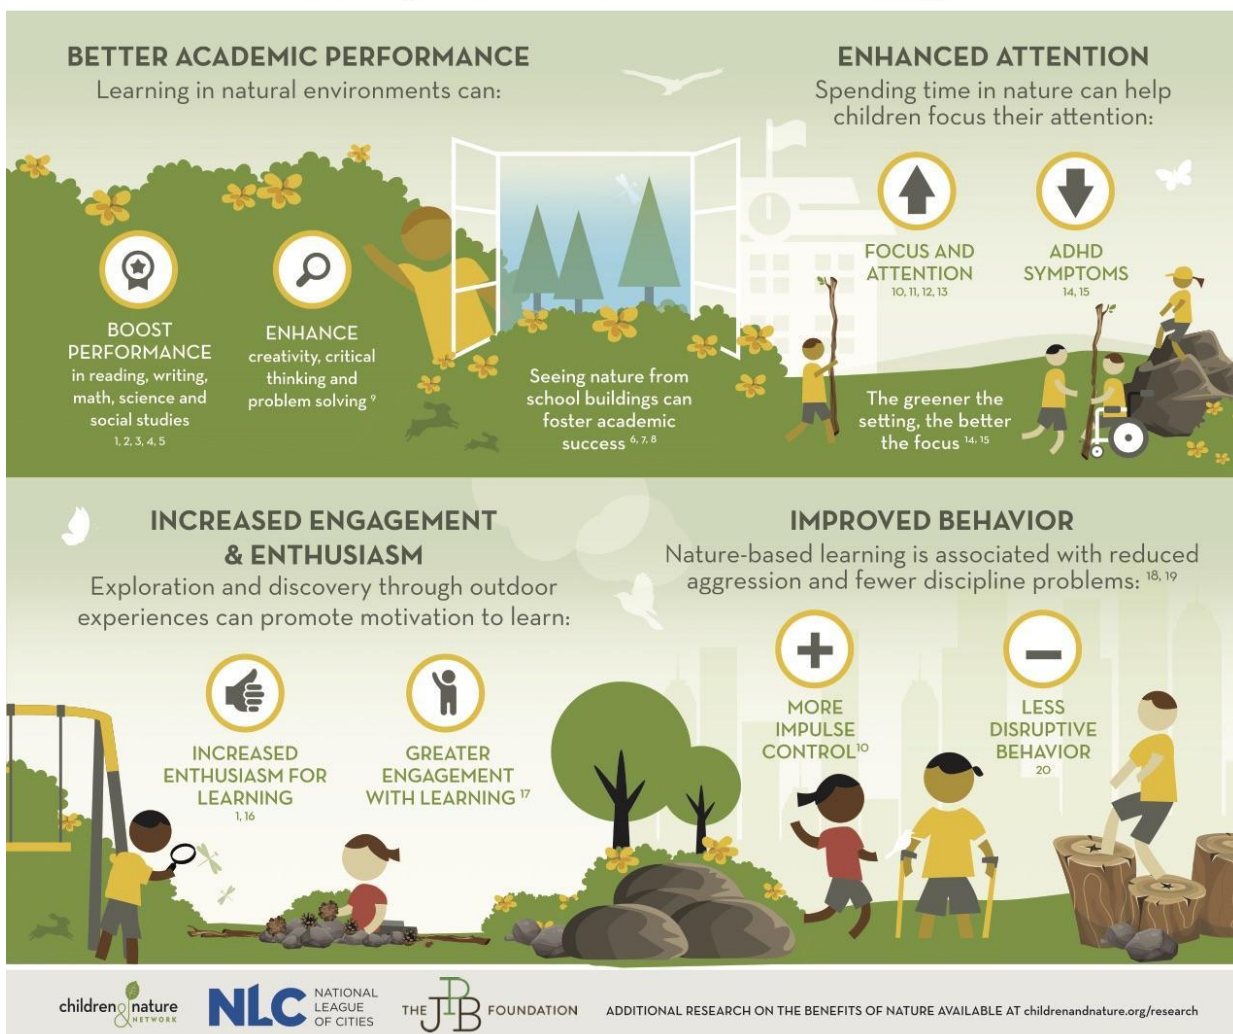 BETTER ACADEMIC PERFORMANCE
Learning in natural environments can:
BOOST
PERFORMANCE
in reading, writing,
math, science and
social studies
1, 2, 3, 4, 5
ENHANCE
creativity, critical
thinking and
problem solving 9
Seeing nature from
school buildings can
foster academic
success 6, 7, 8
ENHANCED ATTENTION
Spending time in nature can help
children focus their attention:
FOCUS AND
ATTENTION
10, 11, 12, 13
ADHD
SYMPTOMS
14, 15
The greener the
setting, the better
the focus 14, 15
INCREASED ENGAGEMENT
& ENTHUSIASM
Exploration and discovery through outdoor
experiences can promote motivation to learn:
INCREASED
ENTHUSIASM FOR
LEARNING
1, 16
GREATER
ENGAGEMENT
WITH LEARNING 17
IMPROVED BEHAVIOR
Nature-based learning is associated with reduced
aggression and fewer discipline problems: 18, 19
MORE
IMPULSE
CONTROL10
LESS
DISRUPTIVE
BEHAVIOR
20
children & nature
NETWORK
NLC NATIONAL
LEAGUE
OF CITIES
THE JPB FOUNDATION
ADDITIONAL RESEARCH ON THE BENEFITS OF NATURE AVAILABLE AT childrenandnature.org/research